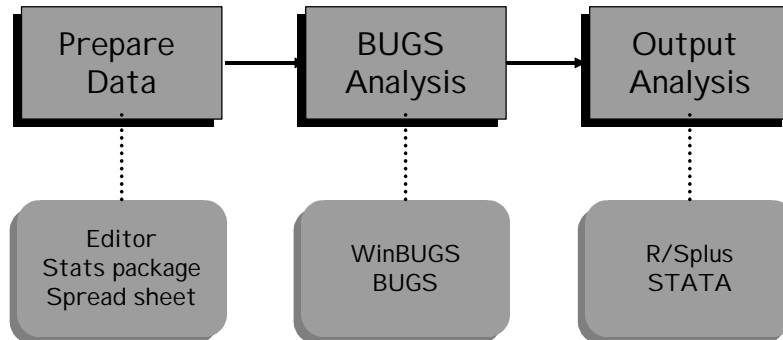 Prepare
Data
BUGS
Analysis
Output
Analysis
Editor
Stats package
Spread sheet
WinBUGS
BUGS
R/Splus
STATA